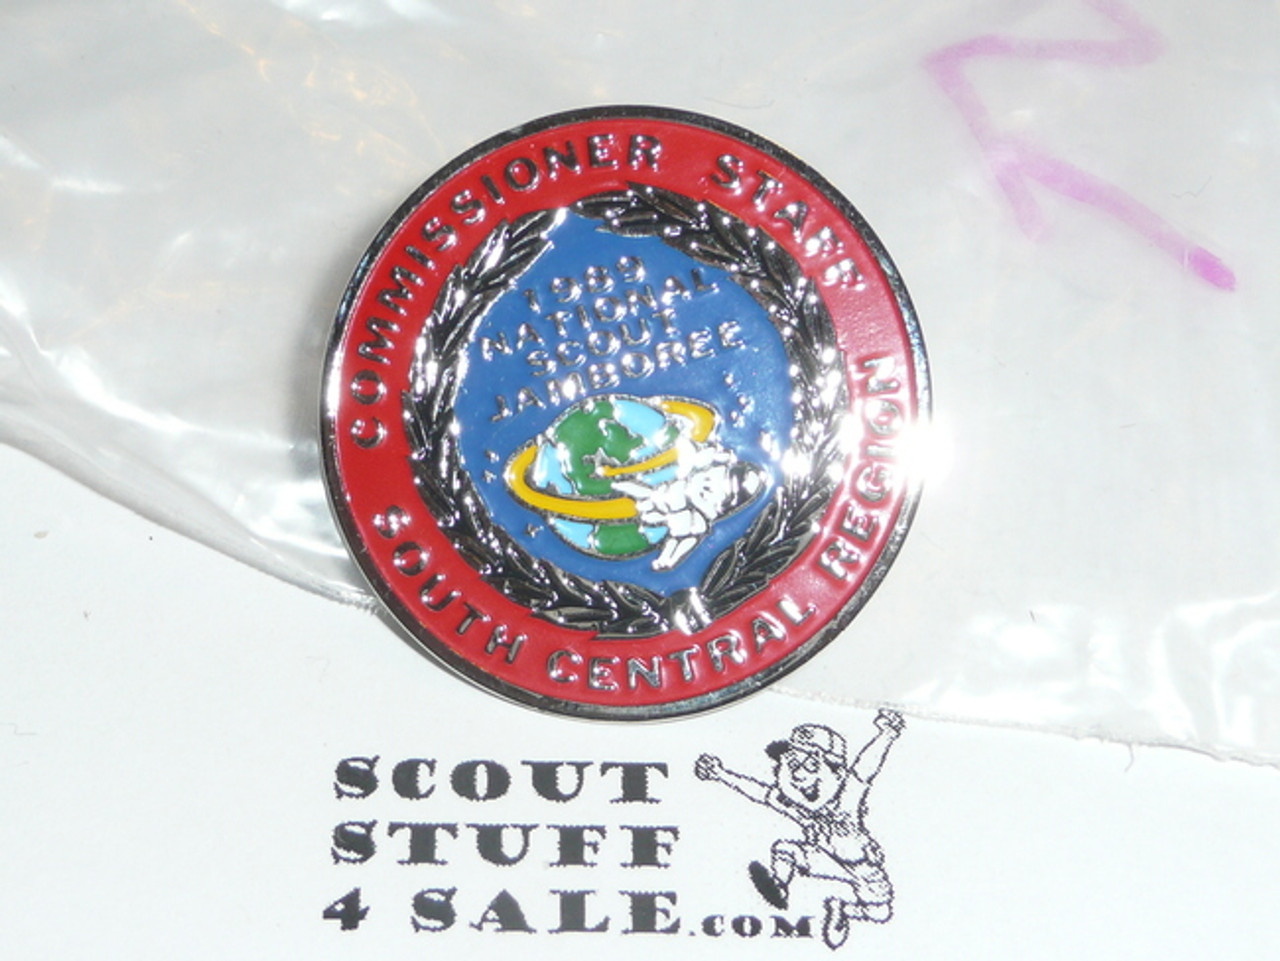 COMMISSIONER STAFF
1989
NATIONAL
SCOUT
JAMBOREE
SOUTH CENTRAL REGION
SCOUT
STUFF
4 SALE.COM